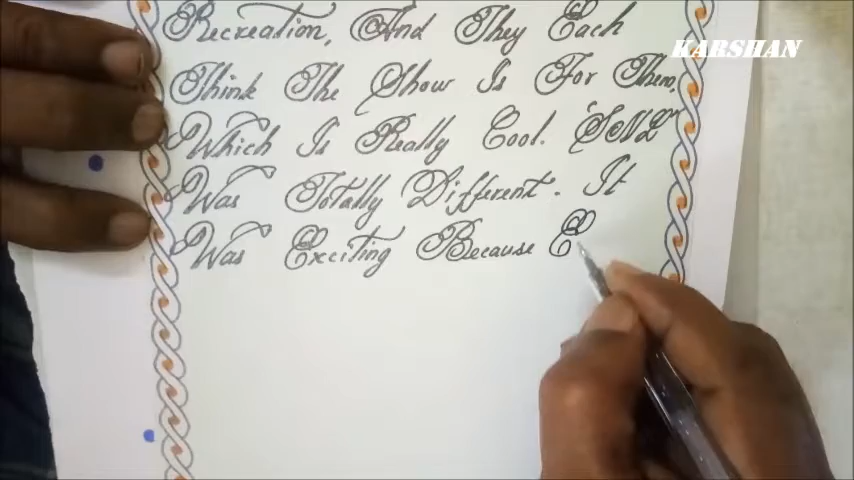 Recreation, And They Each
KARSHAN
Think The Show Is For Them,
Which Is Really Cool. 'SNL
Was Totally Different. It
Was Exciting Because E